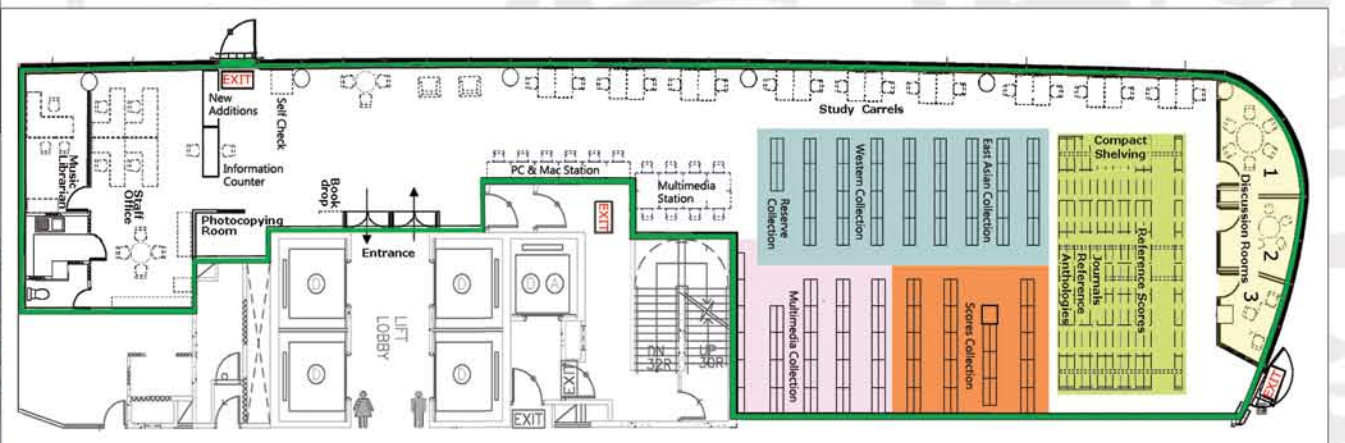 EXIT
New
Additions
Self Check
Study Carrels
Music
Librarian
Staff
Office
Information
Counter
Photocopying
Room
Book
drop
Entrance
PC & Mac Station
EXIT
Multimedia
Station
Reserve
Collection
Western Collection
East Asian Collection
Compact
Shelving
Reference Scores
Journals
Reference
Anthologies
Discussion Rooms
1
2
3
Multimedia Collection
Scores Collection
LIFT
LOBBY
D
D
D
D
D
A
DN
32R
UP
30R
EXIT
EXIT
EXIT